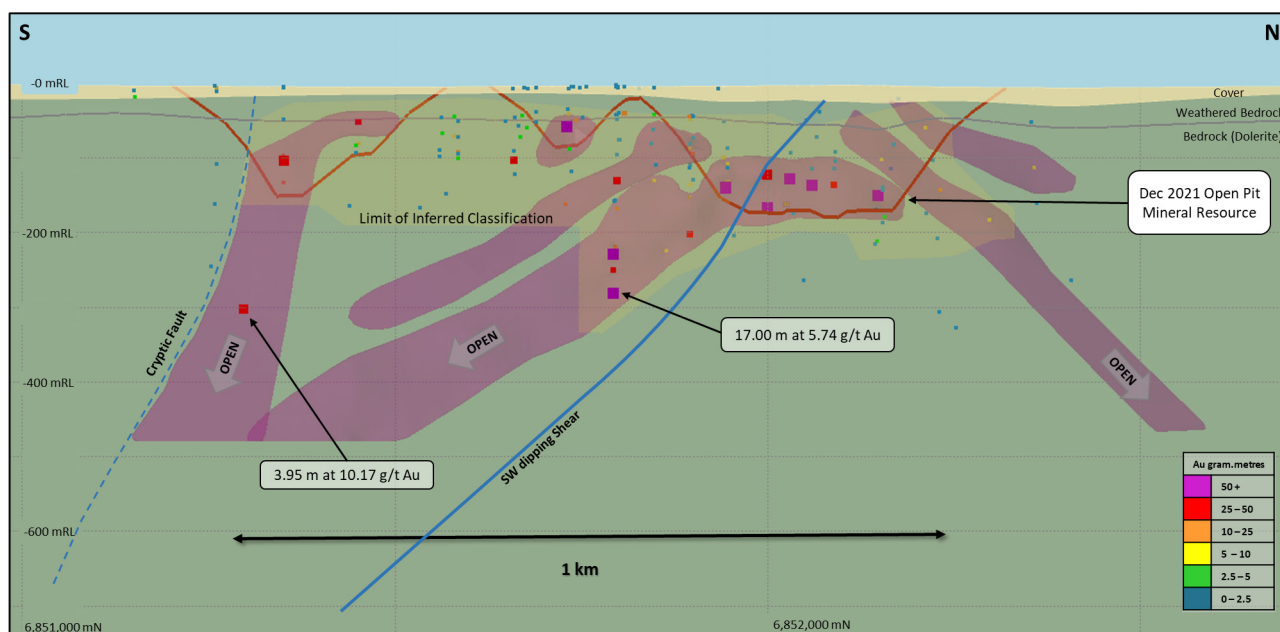 S
N
-0 mRL
Cover
Weathered Bedrock
Bedrock (Dolerite)
Limit of Inferred Classification
Dec 2021 Open Pit
Mineral Resource
-200 mRL
Cryptic Fault
OPEN
OPEN
17.00 m at 5.74 g/t Au
OPEN
-400 mRL
SW dipping Shear
3.95 m at 10.17 g/t Au
Au gram.metres
50+
25 – 50
10 – 25
5 – 10
2.5 – 5
0 – 2.5
-600 mRL
1 km
6,851,000 mN
6,852,000 mN